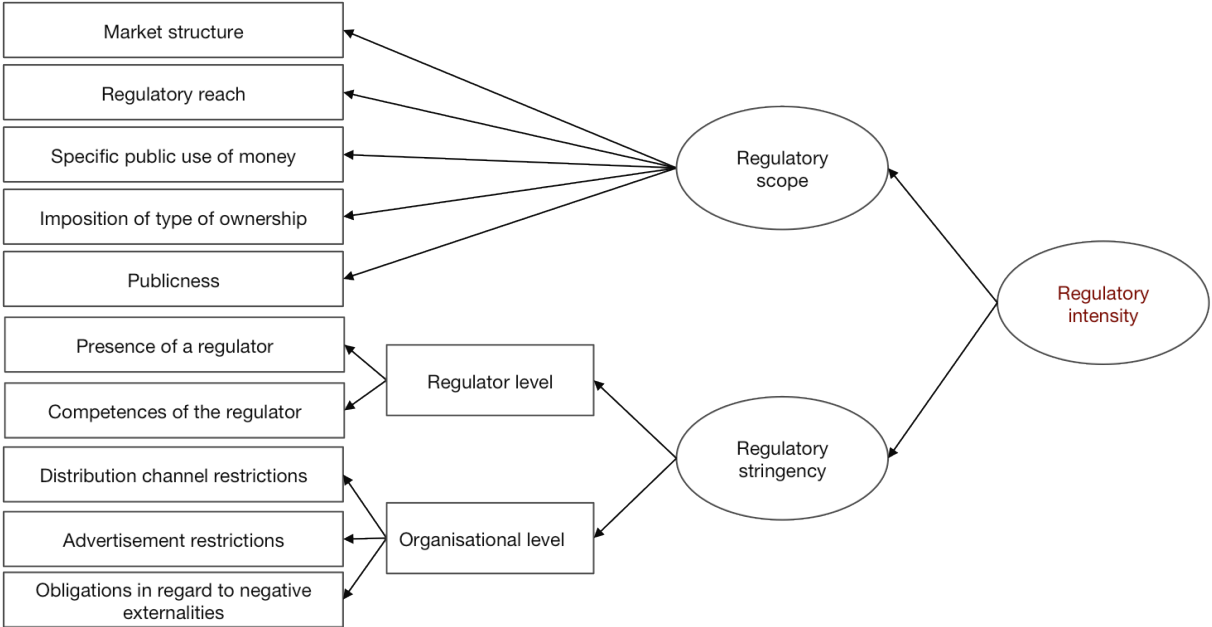 Market structure
Regulatory reach
Specific public use of money
Imposition of type of ownership
Publicness
Presence of a regulator
Competences of the regulator
Distribution channel restrictions
Advertisement restrictions
Obligations in regard to negative
externalities
Regulator level
Organisational level
Regulatory
scope
Regulatory
stringency
Regulatory
intensity